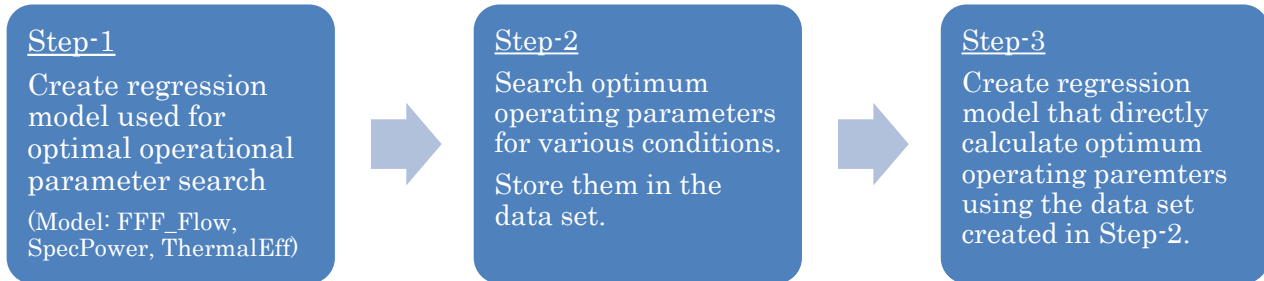 Step-1
Create regression
model used for
optimal operational
parameter search
(Model: FFF_Flow,
SpecPower, ThermalEff)
Step-2
Search optimum
operating parameters
for various conditions.
Store them in the
data set.
Step-3
Create regression
model that directly
calculate optimum
operating paremters
using the data set
created in Step-2.